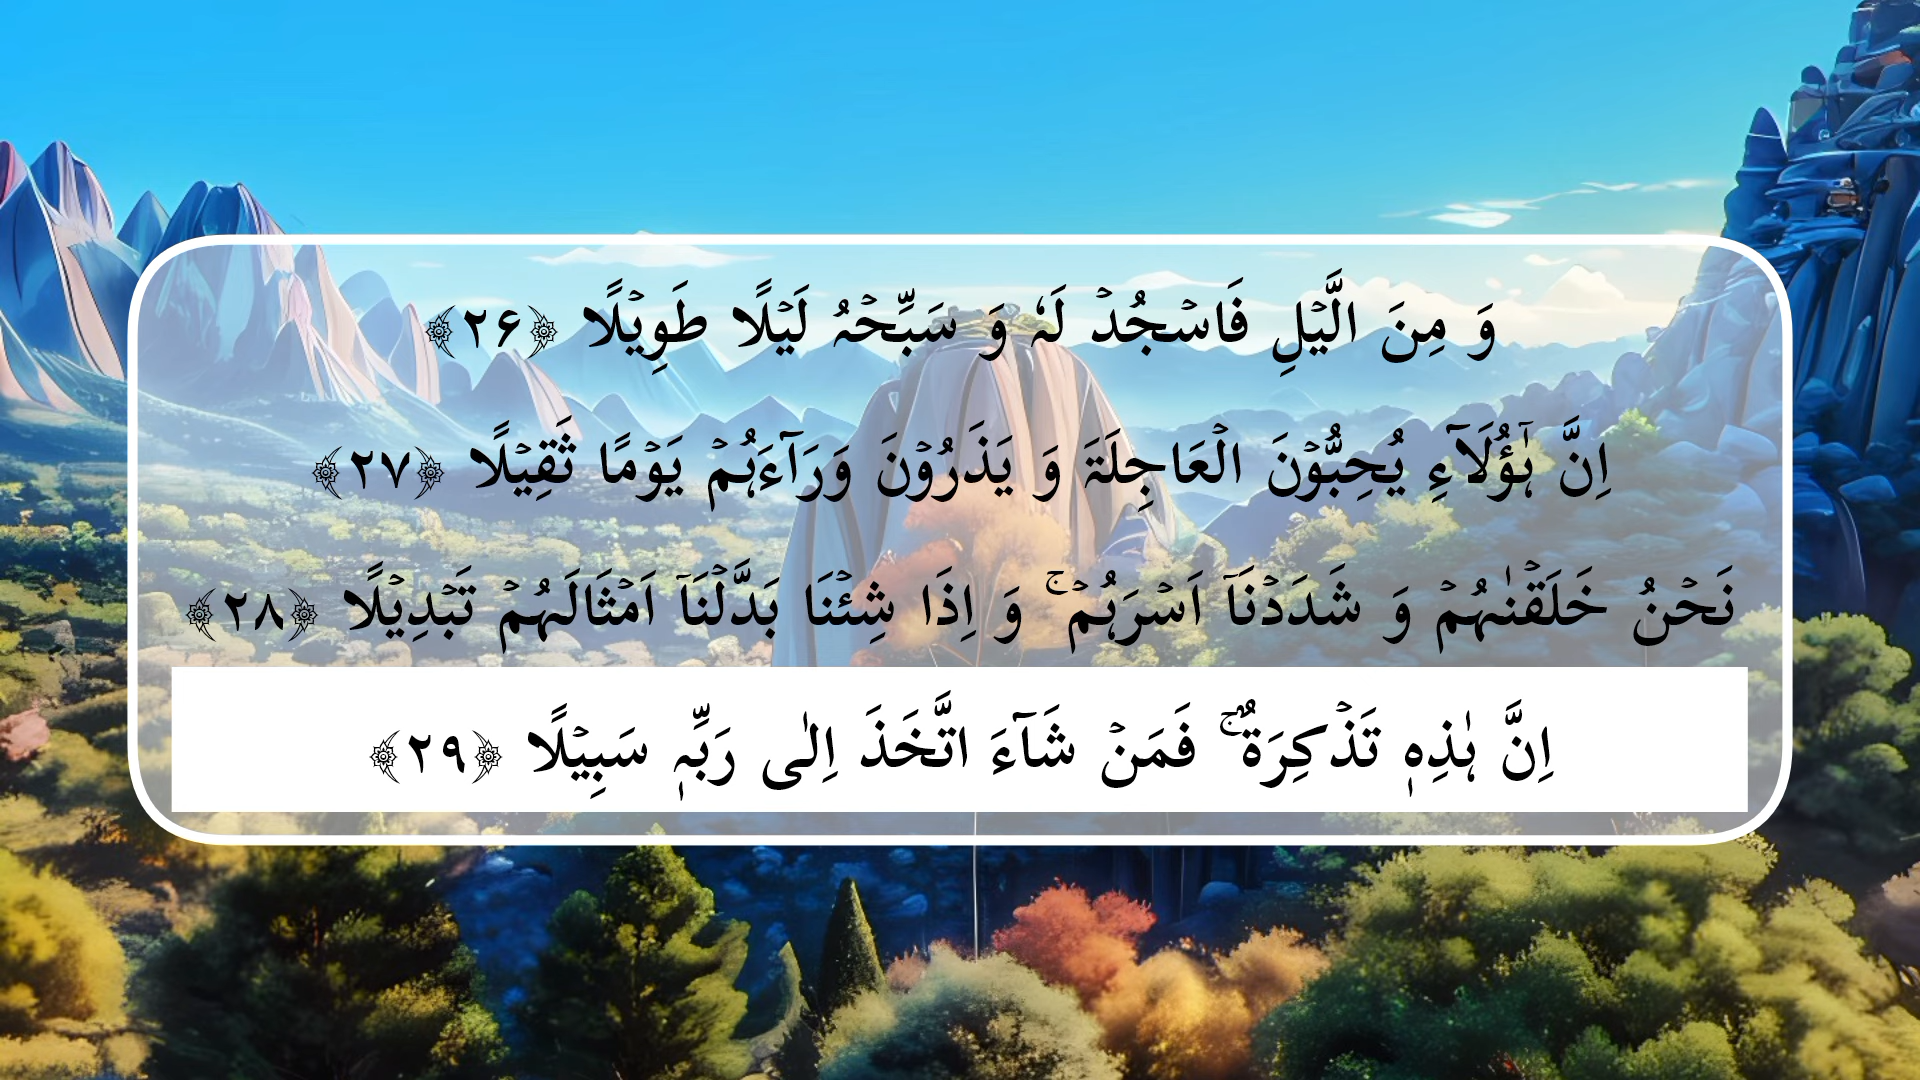 وَ مِنَ الَّیۡلِ فَاسۡجُدۡ لَہٗ وَ سَبِّحۡہُ لَیۡلًا طَوِیۡلًا ﴿۲۶﴾
اِنَّ ہٰۤؤُلَآءِ یُحِبُّوۡنَ الۡعَاجِلَۃَ وَ یَذَرُوۡنَ وَرَآءَہُمۡ یَوۡمًا ثَقِیۡلًا ﴿۲۷﴾
نَحۡنُ خَلَقۡنٰہُمۡ وَ شَدَدۡنَاۤ اَسۡرَہُمۡ ۚ وَ اِذَا شِئۡنَا بَدَّلۡنَاۤ اَمۡثَالَہُمۡ تَبۡدِیۡلًا ﴿۲۸﴾
اِنَّ ہٰذِہٖ تَذۡکِرَۃٌ ۚ فَمَنۡ شَآءَ اتَّخَذَ اِلٰی رَبِّہٖ سَبِیۡلًا ﴿۲۹﴾